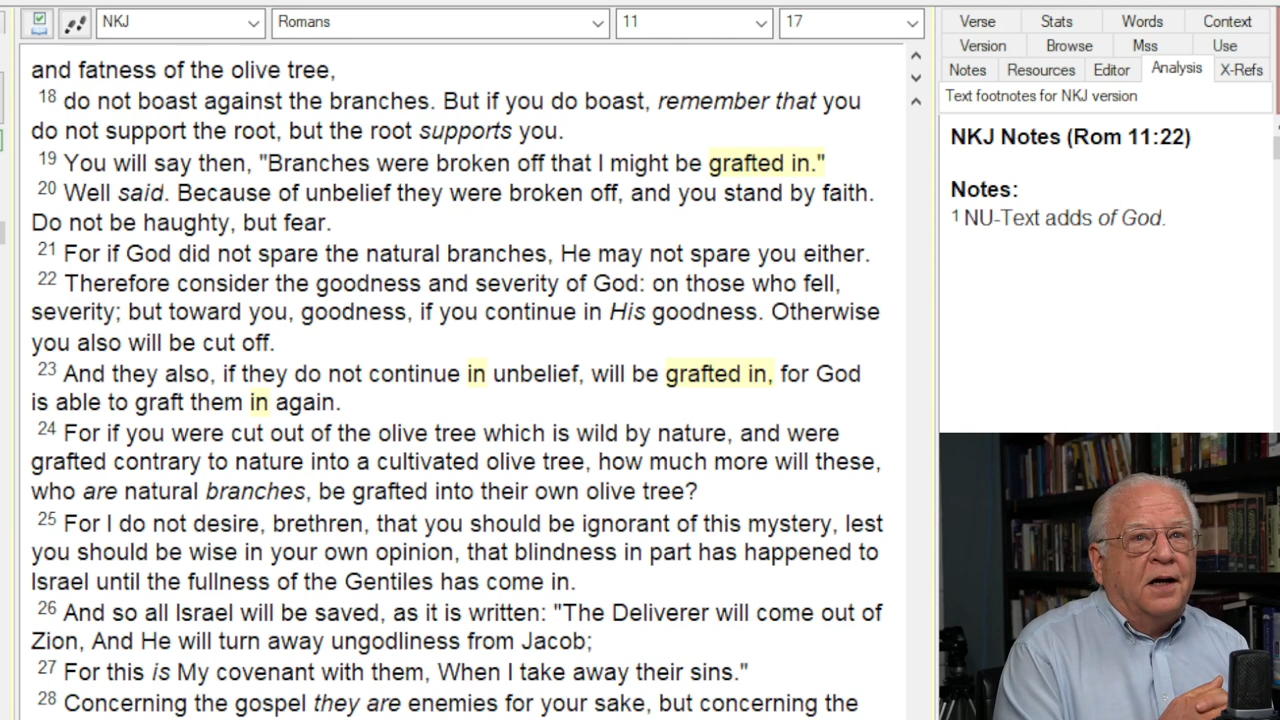 NKJ Romans 11 17
and fatness of the olive tree,
18 do not boast against the branches. But if you do boast, remember that you
do not support the root, but the root supports you.
19 You will say then, "Branches were broken off that I might be grafted in."
20 Well said. Because of unbelief they were broken off, and you stand by faith.
Do not be haughty, but fear.
21 For if God did not spare the natural branches, He may not spare you either.
22 Therefore consider the goodness and severity of God: on those who fell,
severity; but toward you, goodness, if you continue in His goodness. Otherwise
you also will be cut off.
23 And they also, if they do not continue in unbelief, will be grafted in, for God
is able to graft them in again.
24 For if you were cut out of the olive tree which is wild by nature, and were
grafted contrary to nature into a cultivated olive tree, how much more will these,
who are natural branches, be grafted into their own olive tree?
25 For I do not desire, brethren, that you should be ignorant of this mystery, lest
you should be wise in your own opinion, that blindness in part has happened to
Israel until the fullness of the Gentiles has come in.
26 And so all Israel will be saved, as it is written: "The Deliverer will come out of
Zion, And He will turn away ungodliness from Jacob;
27 For this is My covenant with them, When I take away their sins."
28 Concerning the gospel they are enemies for your sake, but concerning the
Verse Stats Words Context
Version Browse Mss Use
Notes Resources Editor Analysis X-Refs
Text footnotes for NKJ version
NKJ Notes (Rom 11:22)
Notes:
1 NU-Text adds of God.